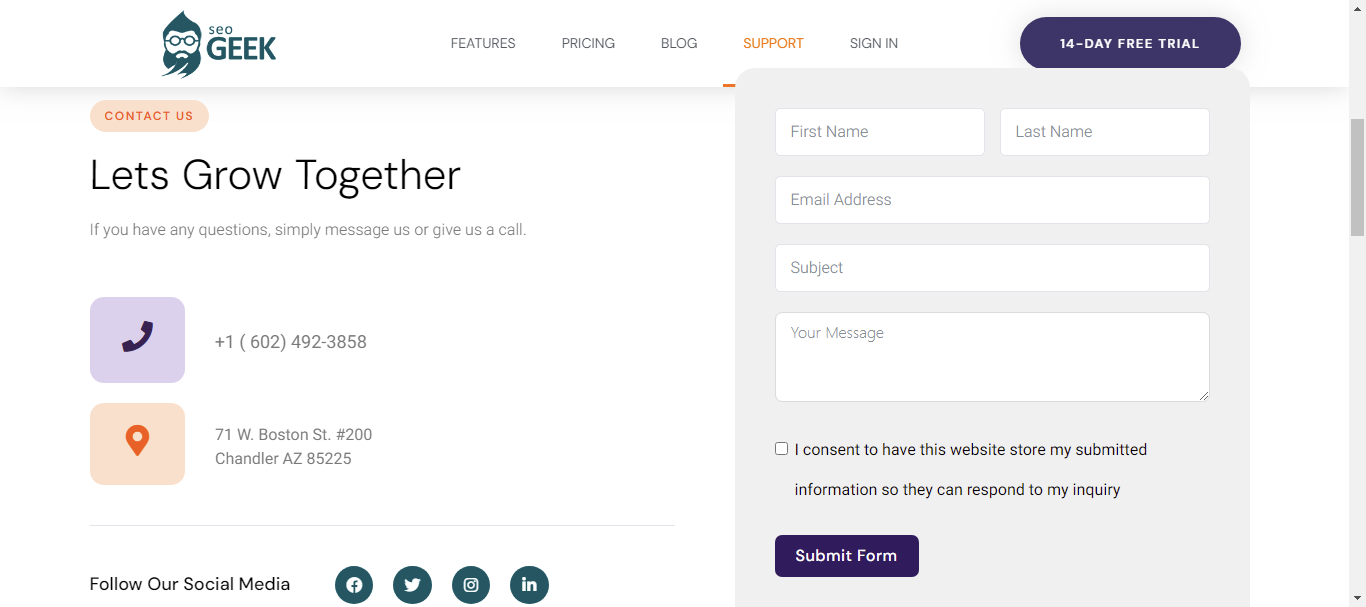 seo
GEEK
FEATURES
PRICING
BLOG
SUPPORT
SIGN IN
14-DAY FREE TRIAL
CONTACT US
Lets Grow Together
If you have any questions, simply message us or give us a call.
+1 ( 602) 492-3858
71 W. Boston St. #200
Chandler AZ 85225
Follow Our Social Media
First Name
Last Name
Email Address
Subject
Your Message
I consent to have this website store my submitted
information so they can respond to my inquiry
Submit Form